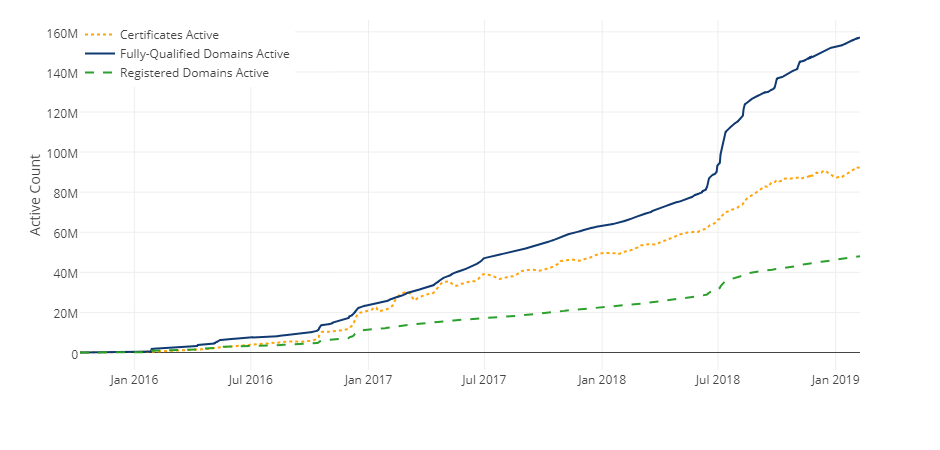 160M
140M
120M
100M
80M
60M
40M
20M
0
Active Count
Certificates Active
Fully-Qualified Domains Active
Registered Domains Active
Jan 2016
Jul 2016
Jan 2017
Jul 2017
Jan 2018
Jul 2018
Jan 2019